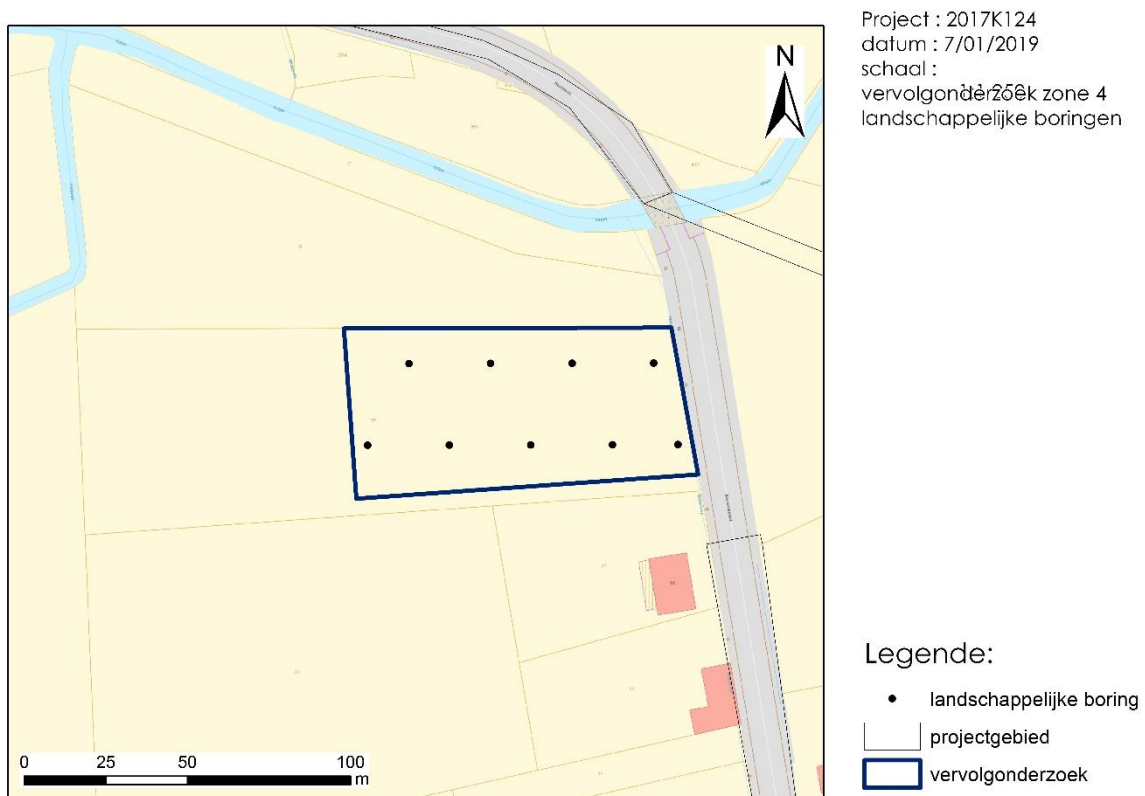 Project : 2017K124
datum : 7/01/2019
schaal :
vervolgonderzoek zone 4
landschappelijke boringen
N
0 25 50 100
m
Legende:
landschappelijke boring
projectgebied
vervolgonderzoek